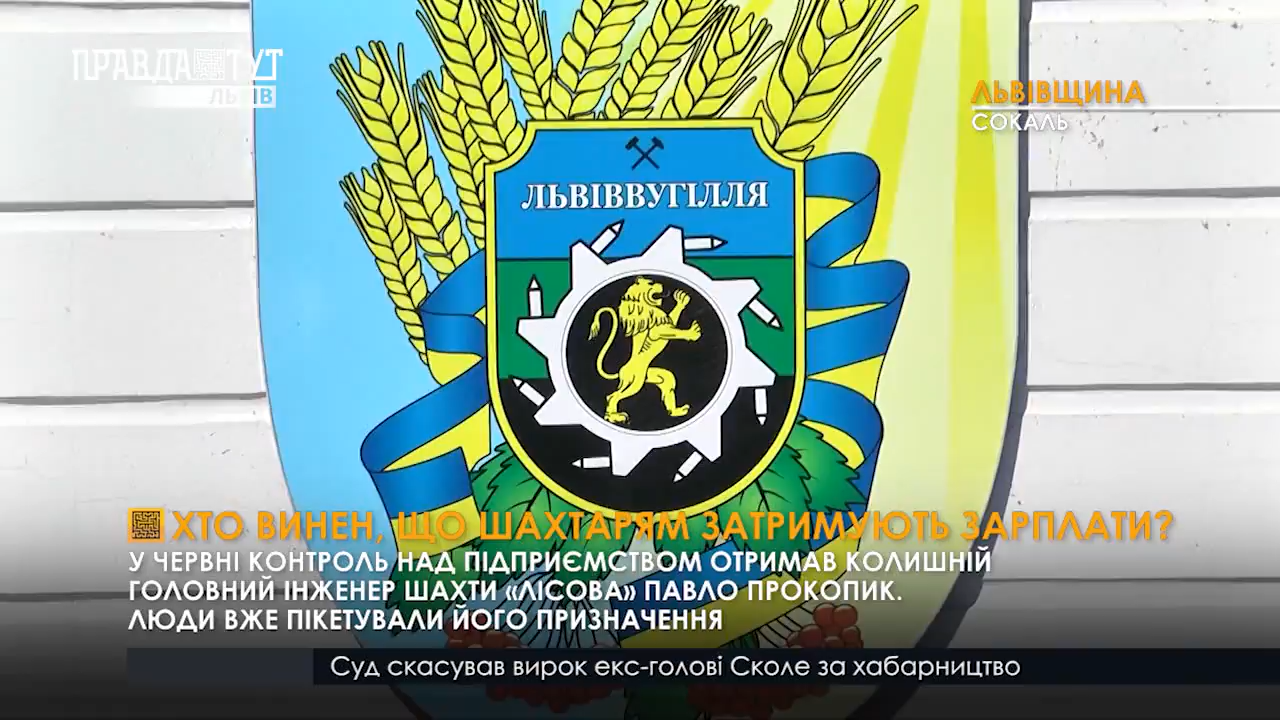 ПРАВДА ТУТ
ЛЬВІВ
ЛЬВІВЩИНА
СОКАЛЬ
ЛЬВІВВУГІЛЛЯ
ХТО ВИНЕН, ЩО ШАХТАРЯМ ЗАТРИМУЮТЬ ЗАРПЛАТИ?
У ЧЕРВНІ КОНТРОЛЬ НАД ПІДПРИЄМСТВОМ ОТРИМАВ КОЛИШНІЙ
ГОЛОВНИЙ ІНЖЕНЕР ШАХТИ «ЛІСОВА» ПАВЛО ПРОКОПИК.
ЛЮДИ ВЖЕ ПІКЕТУВАЛИ ЙОГО ПРИЗНАЧЕННЯ
Суд скасував вирок екс-голові Сколе за хабарництво